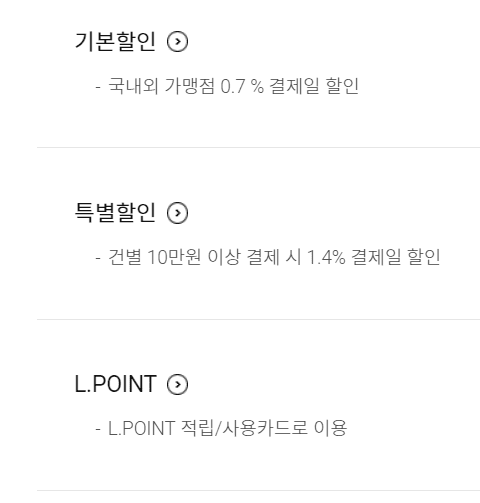 기본할인
- 국내외 가맹점 0.7 % 결제일 할인
특별할인
- 건별 10만원 이상 결제 시 1.4% 결제일 할인
L.POINT
- L.POINT 적립/사용카드로 이용